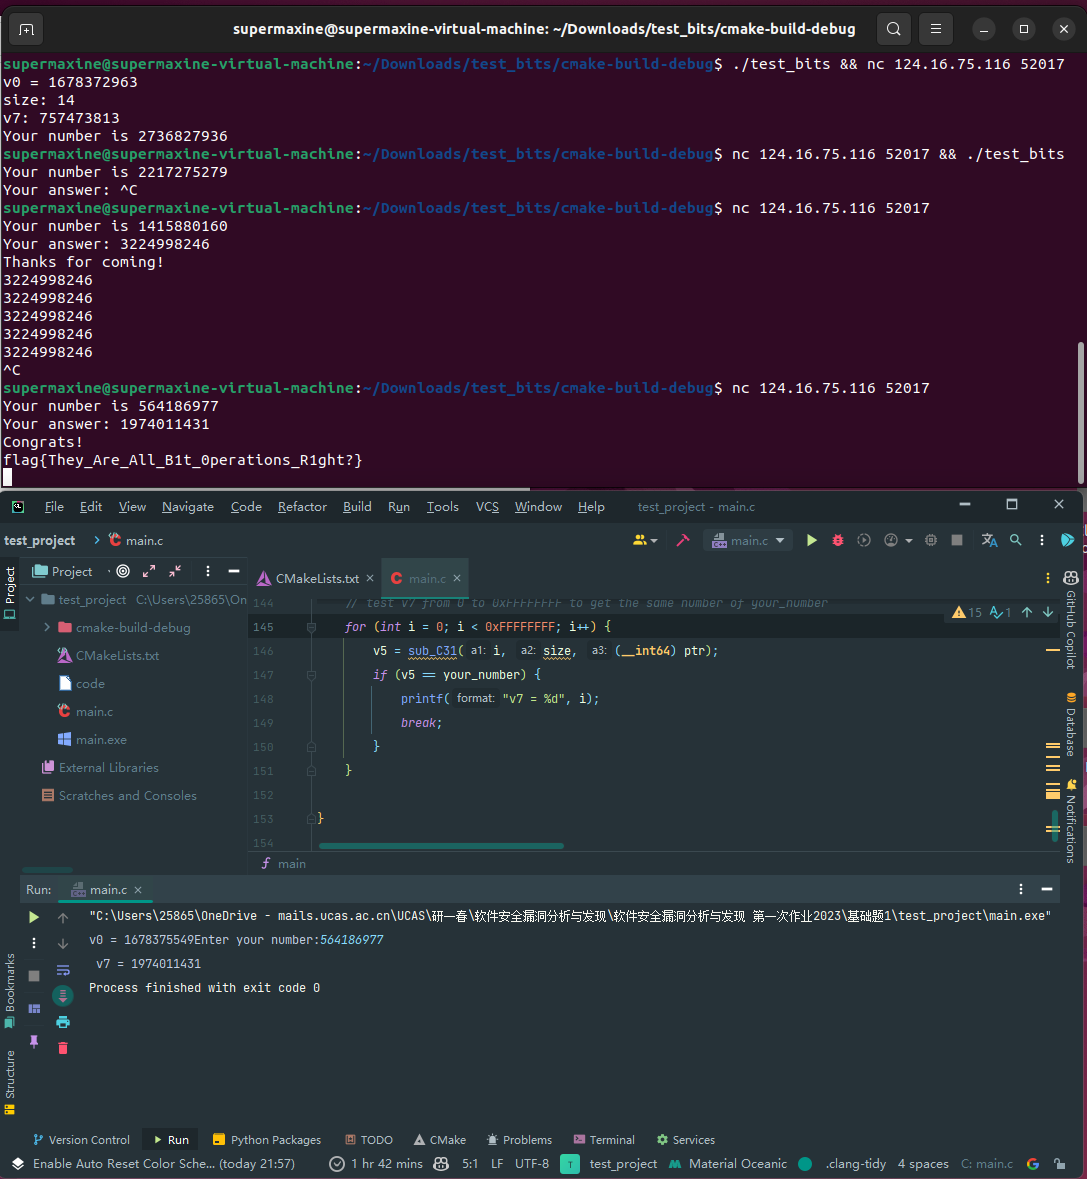 supermaxine@supermaxine-virtual-machine: ~/Downloads/test_bits/cmake-build-debug
supermaxine@supermaxine-virtual-machine:~/Downloads/test_bits/cmake-build-debug$ ./test_bits && nc 124.16.75.116 52017
v0 = 1678372963
size: 14
v7: 757473813
Your number is 2736827936
supermaxine@supermaxine-virtual-machine:~/Downloads/test_bits/cmake-build-debug$ nc 124.16.75.116 52017 && ./test_bits
Your number is 2217275279
Your answer: ^C
supermaxine@supermaxine-virtual-machine:~/Downloads/test_bits/cmake-build-debug$ nc 124.16.75.116 52017
Your number is 1415880160
Your answer: 3224998246
Thanks for coming!
3224998246
3224998246
3224998246
3224998246
3224998246
^C
supermaxine@supermaxine-virtual-machine:~/Downloads/test_bits/cmake-build-debug$ nc 124.16.75.116 52017
Your number is 564186977
Your answer: 1974011431
Congrats!
flag{They_Are_All_B1t_0perations_R1ght?}
File Edit View Navigate Code Refactor Build Run Tools VCS Window Help test_project - main.c
test_project main.c
main.c
Project
CMakeLists.txt main.c
test_project C:\Users\25865\On
cmake-build-debug
CMakeLists.txt
code
main.c
main.exe
External Libraries
Scratches and Consoles
15 1
144 // test v7 from 0 to 0xFFFFFFFF to get the same number of your_number
145 for (int i = 0; i < 0xFFFFFFFF; i++) {
146 v5 = sub_C31( a1: i, a2: size, a3: (__int64) ptr);
147 if (v5 == your_number) {
148 printf( format: "v7 = %d", i);
149 break;
150 }
151 }
152
153 }
154
main
Project
GitHub Copilot
Database
Notifications
Run: main.c
"C:\Users\25865\OneDrive - mails.ucas.ac.cn\UCAS\研一春\软件安全漏洞分析与发现\软件安全漏洞分析与发现 第一次作业2023\基础题1\test_project\main.exe"
v0 = 1678375549Enter your number:564186977
v7 = 1974011431
Process finished with exit code 0
Bookmarks
Structure
Version Control Run Python Packages TODO CMake Problems Terminal Services
Enable Auto Reset Color Sche... (today 21:57) 1 hr 42 mins 5:1 LF UTF-8 T test_project Material Oceanic .clang-tidy 4 spaces C: main.c